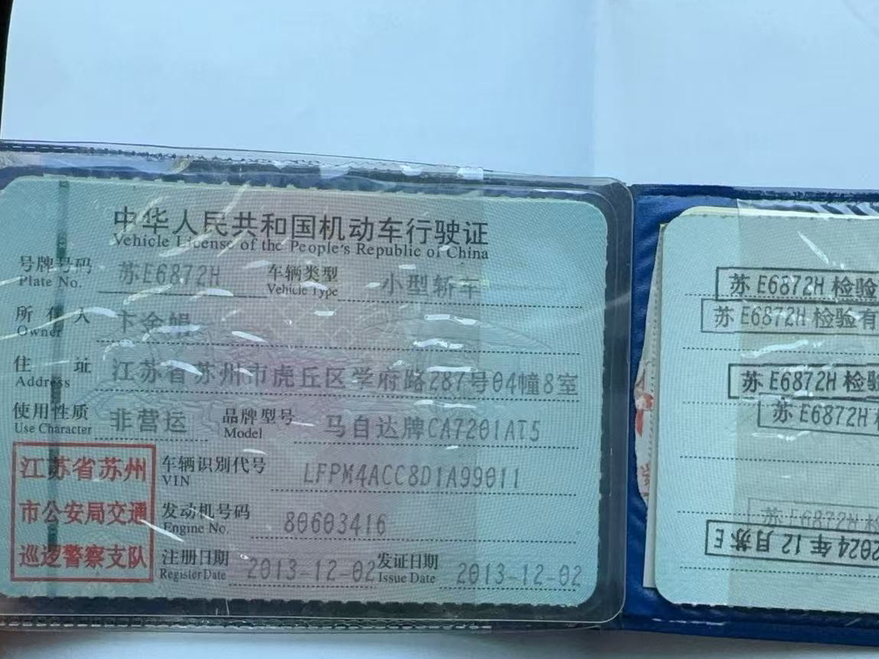 中华人民共和国机动车行驶证
Vehicle License of the People's Republic of China
号牌号码 苏E6872H 车辆类型 小型轿车
Plate No. Vehicle Type
所有人 卞金娟
Owner
住址 江苏省苏州市虎丘区学府路287号04幢8室
Address
使用性质 非营运 品牌型号 马自达牌CA7201AT5
Use Character Model
江苏省苏州
市公安局交通
巡逻警察支队
车辆识别代号 LFPM4ACC8D1A99011
VIN
发动机号码 80603416
Engine No.
注册日期 2013-12-02 发证日期 2013-12-02
Register Date Issue Date
苏E6872H 检验
苏E6872H 检验有
苏E6872H 检验
苏E6872H 检
苏E6872H 检
2024年12月苏E